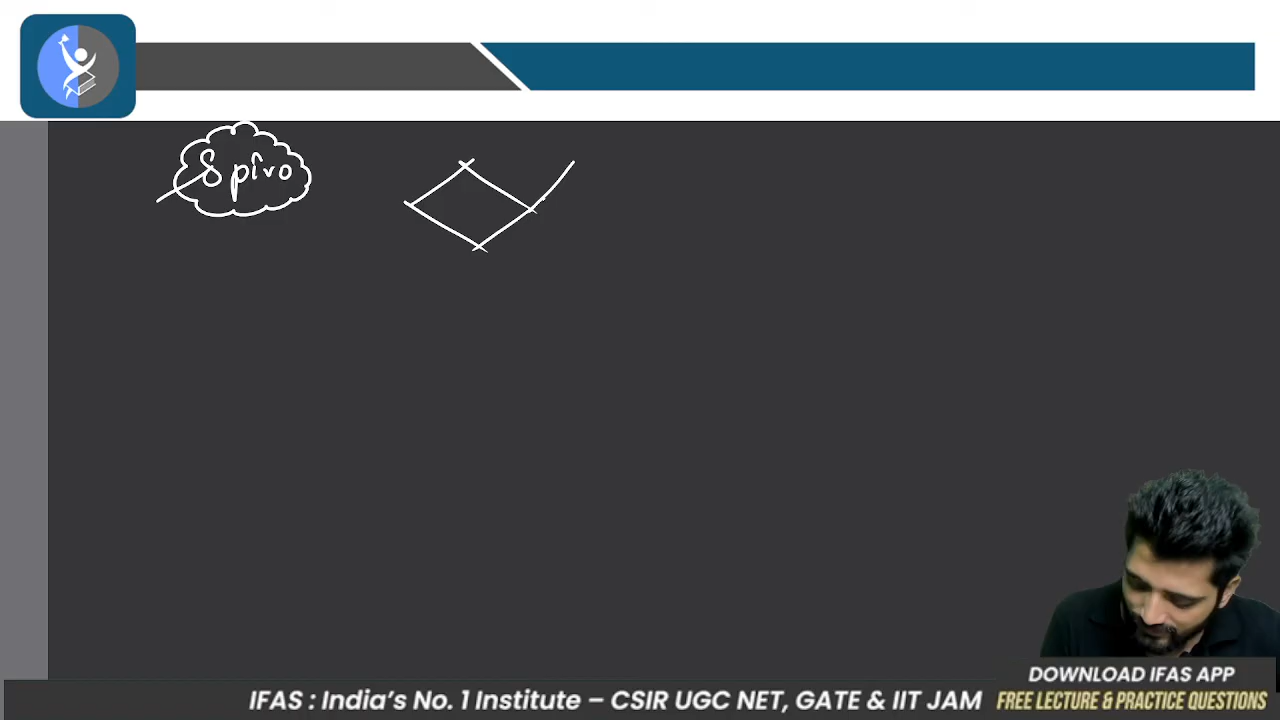 Spiro
DOWNLOAD IFAS APP
IFAS : India's No. 1 Institute – CSIR UGC NET, GATE & IIT JAM
FREE LECTURE & PRACTICE QUESTIONS